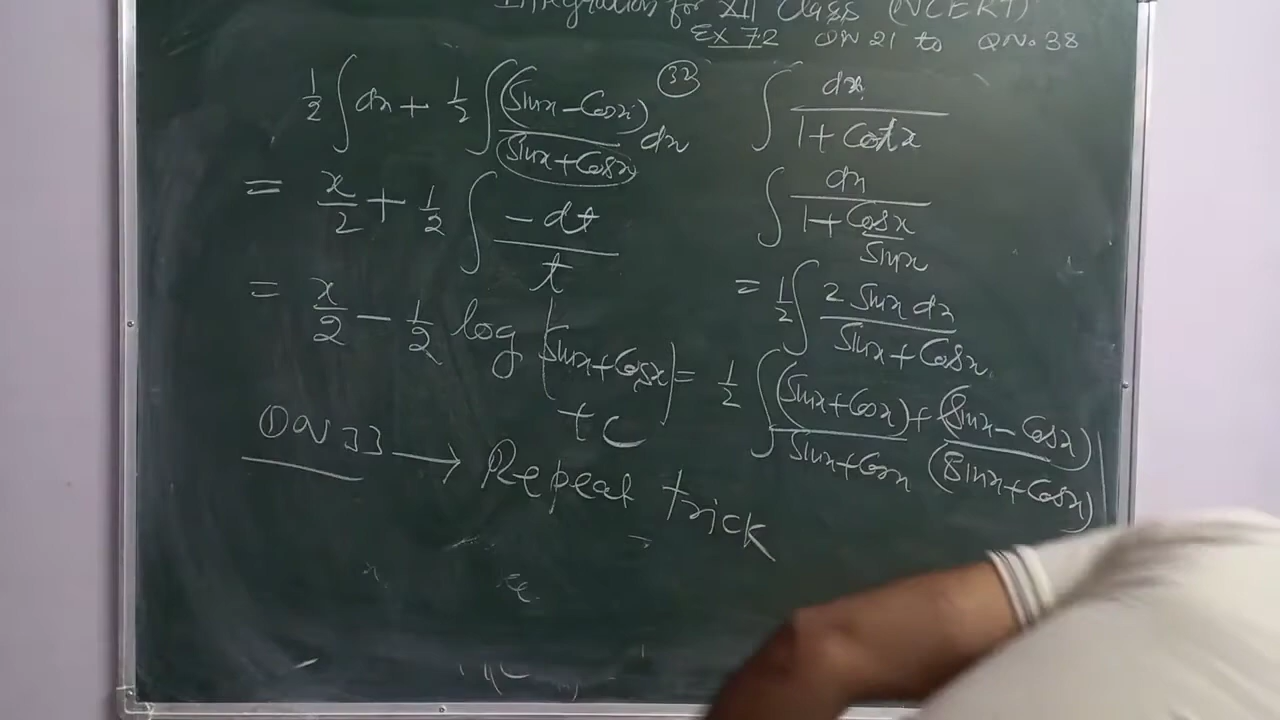 Integration for XII Class (NCERT)
EX 7.2 QN 21 to QNo. 38
(32) ∫ dx / (1 + Cotx)
∫ dx / (1 + Cosx/Sinx)
= 1/2 ∫ 2 Sinx dx / (Sinx + Cosx)
= 1/2 ∫ (Sinx + Cosx) / (Sinx + Cosx) + (Sinx - Cosx) / (Sinx + Cosx)
1/2 ∫ dx + 1/2 ∫ (Sinx - Cosx) / (Sinx + Cosx) dx
= x/2 + 1/2 ∫ -dt / t
= x/2 - 1/2 log |Sinx + Cosx|
+ C
QN 33 → Repeat trick